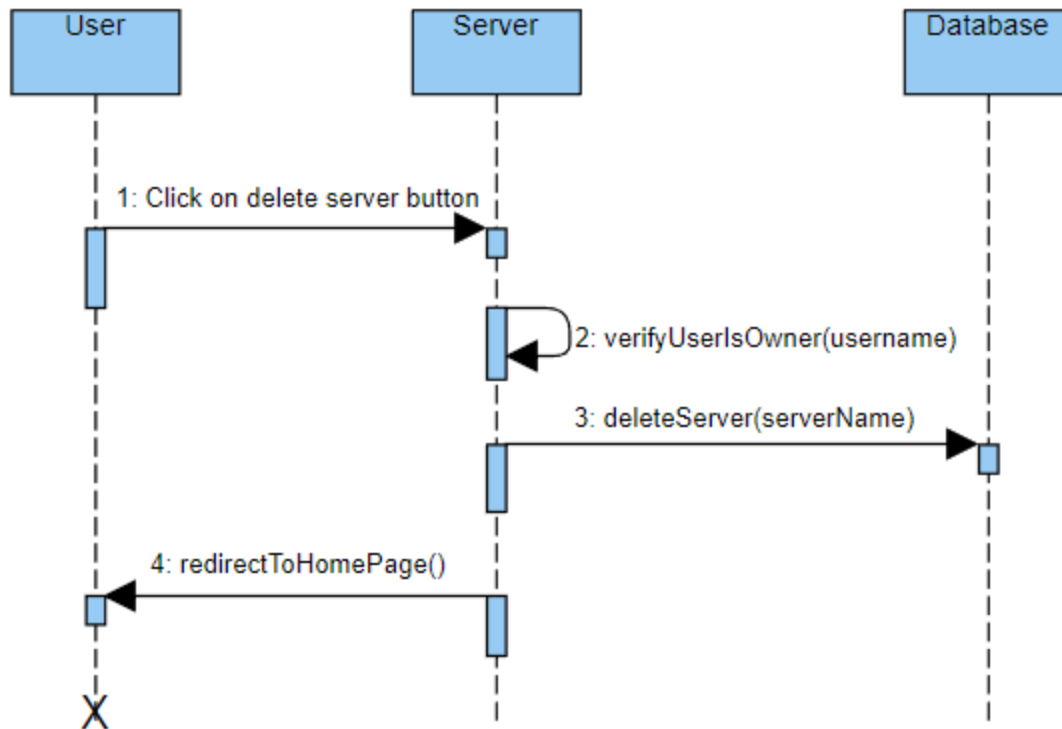 User
Server
Database
1: Click on delete server button
2: verifyUserIsOwner(username)
3: deleteServer(serverName)
4: redirectToHomePage()
X